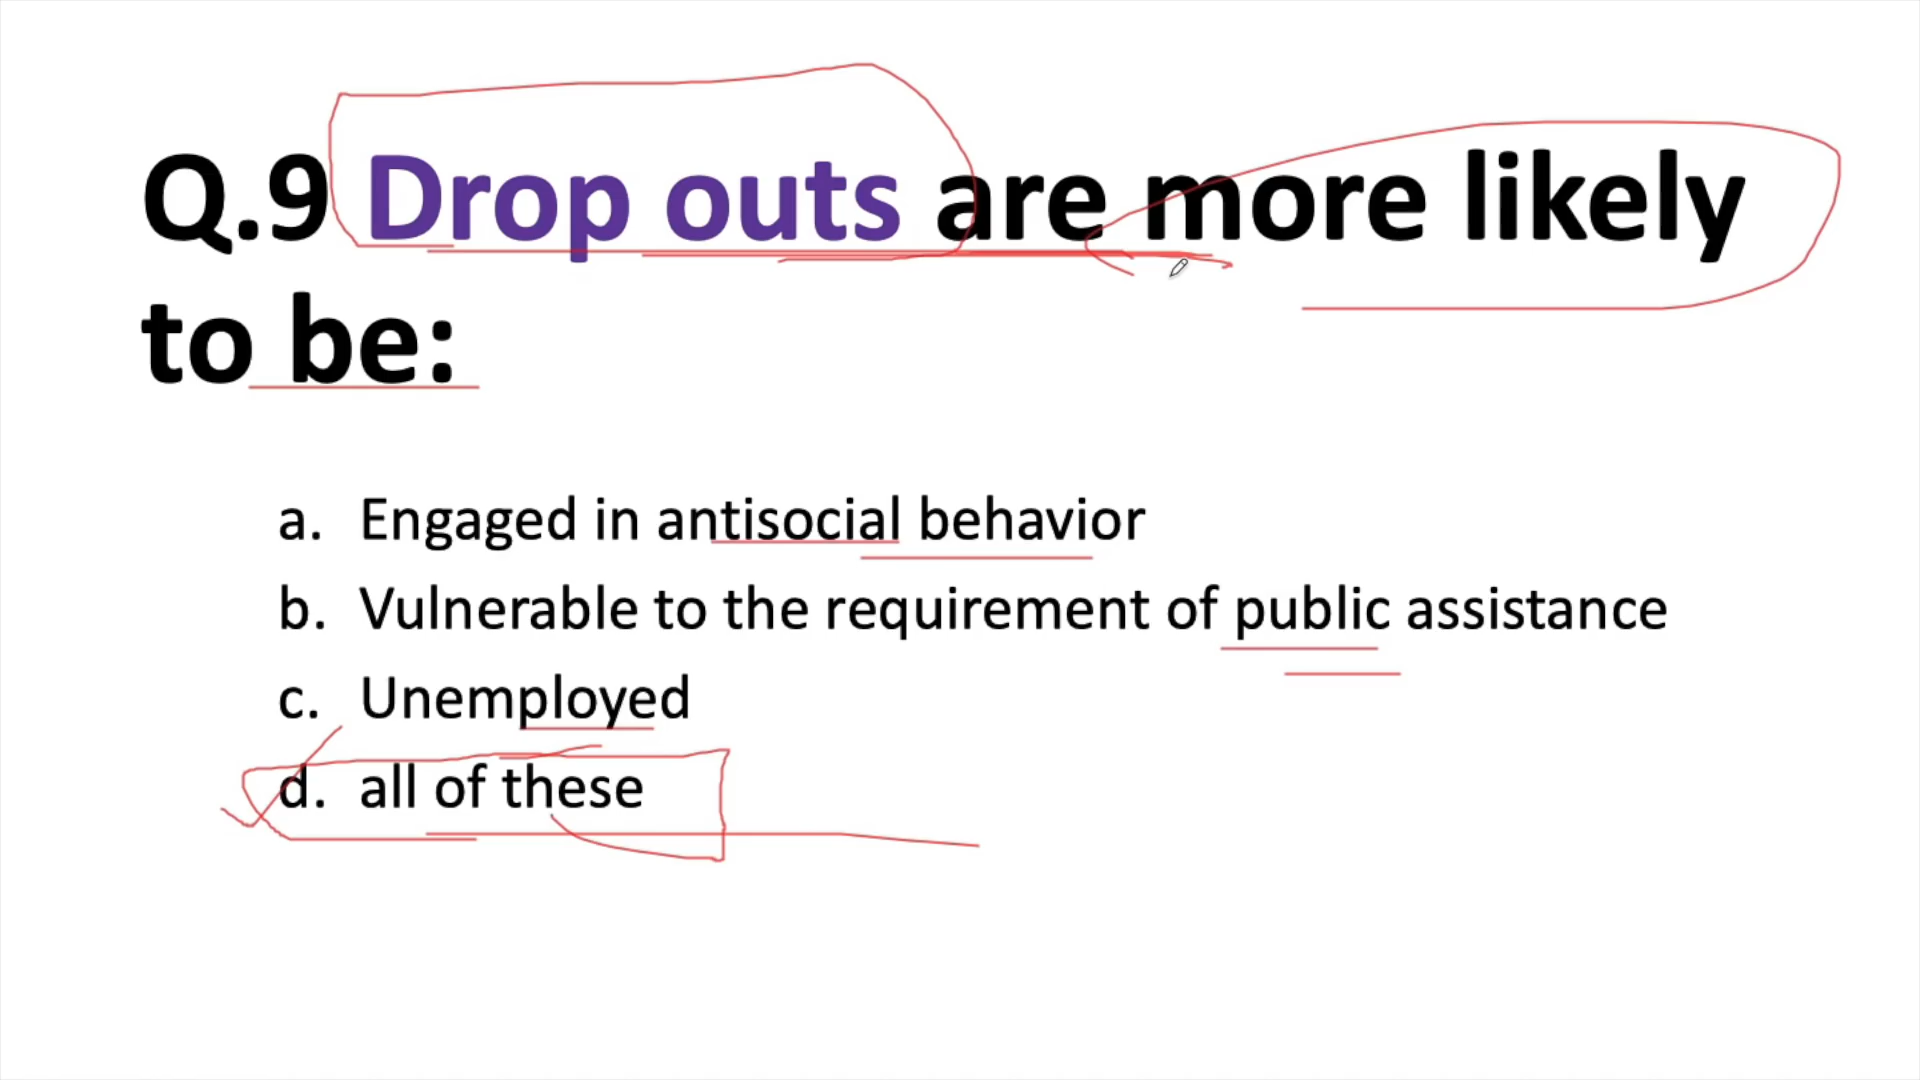 Q.9 Drop outs are more likely
to be:
a. Engaged in antisocial behavior
b. Vulnerable to the requirement of public assistance
c. Unemployed
d. all of these